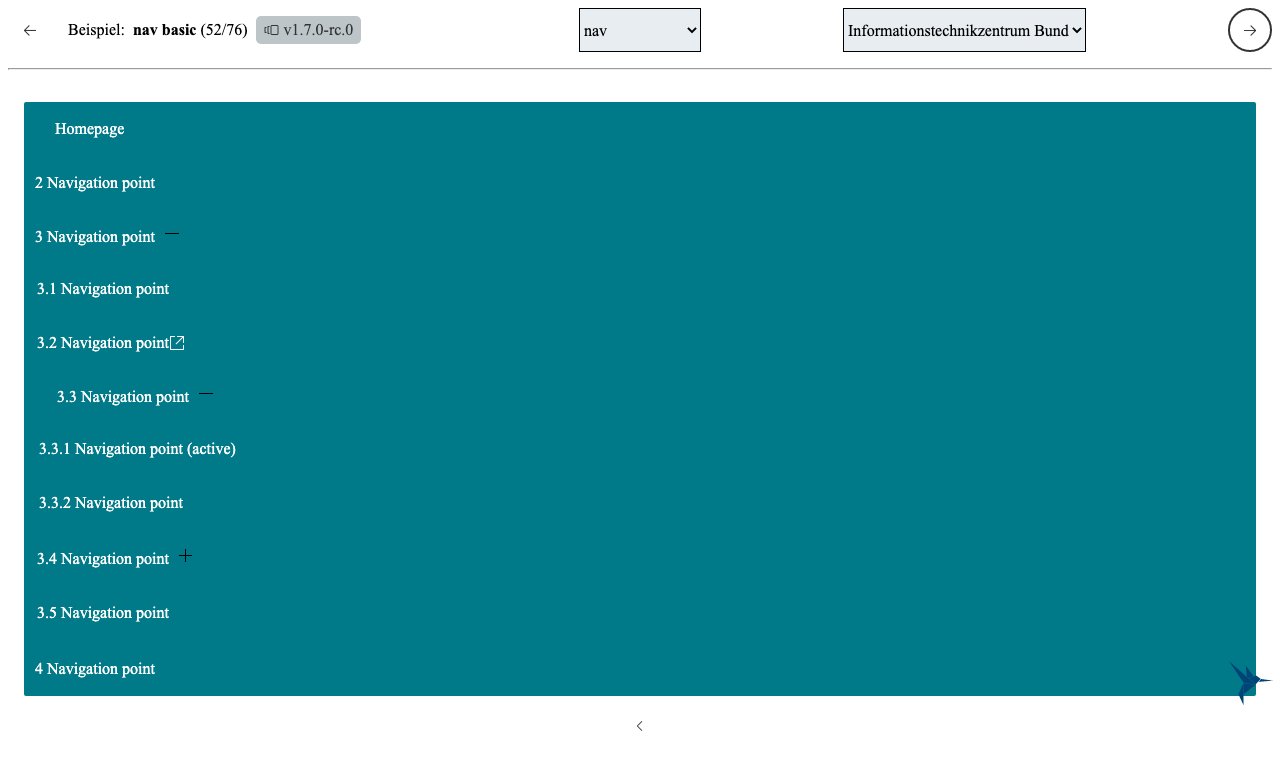 Beispiel: nav basic (52/76) v1.7.0-rc.0 nav Informationstechnikzentrum Bund
Homepage
2 Navigation point
3 Navigation point
3.1 Navigation point
3.2 Navigation point
3.3 Navigation point
3.3.1 Navigation point (active)
3.3.2 Navigation point
3.4 Navigation point
3.5 Navigation point
4 Navigation point